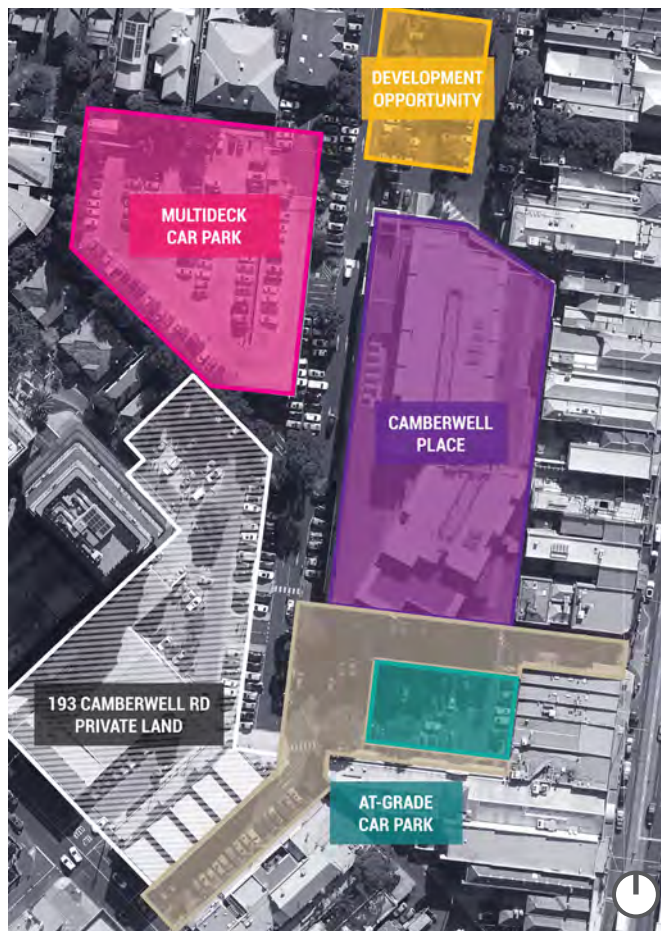 DEVELOPMENT
OPPORTUNITY
MULTIDECK
CAR PARK
CAMBERWELL
PLACE
193 CAMBERWELL RD
PRIVATE LAND
AT-GRADE
CAR PARK